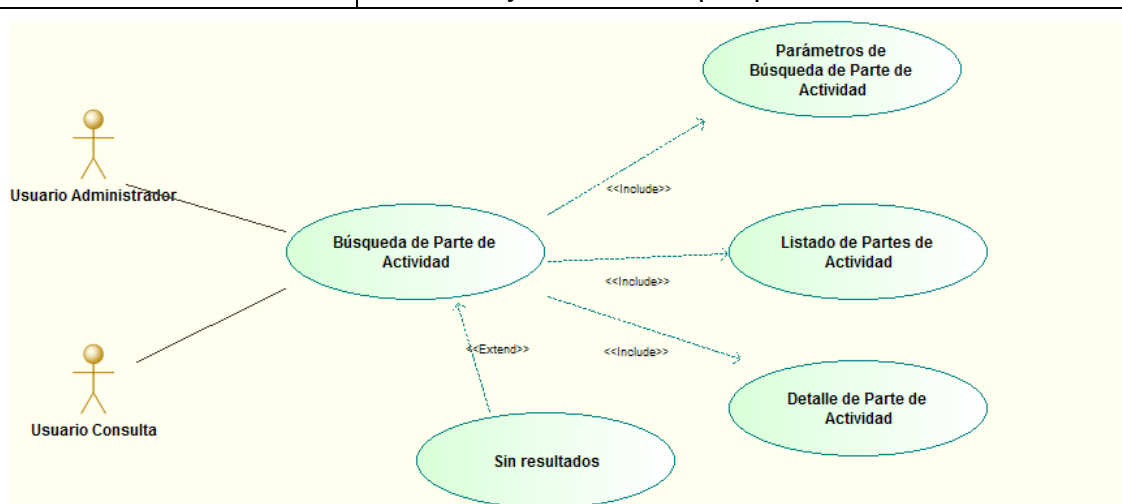 Parámetros de
Búsqueda de Parte de
Actividad
Usuario Administrador
<<Include>>
Búsqueda de Parte de
Actividad
Listado de Partes de
Actividad
<<Include>>
<<Extend>>
<<Include>>
Usuario Consulta
Detalle de Parte de
Actividad
Sin resultados